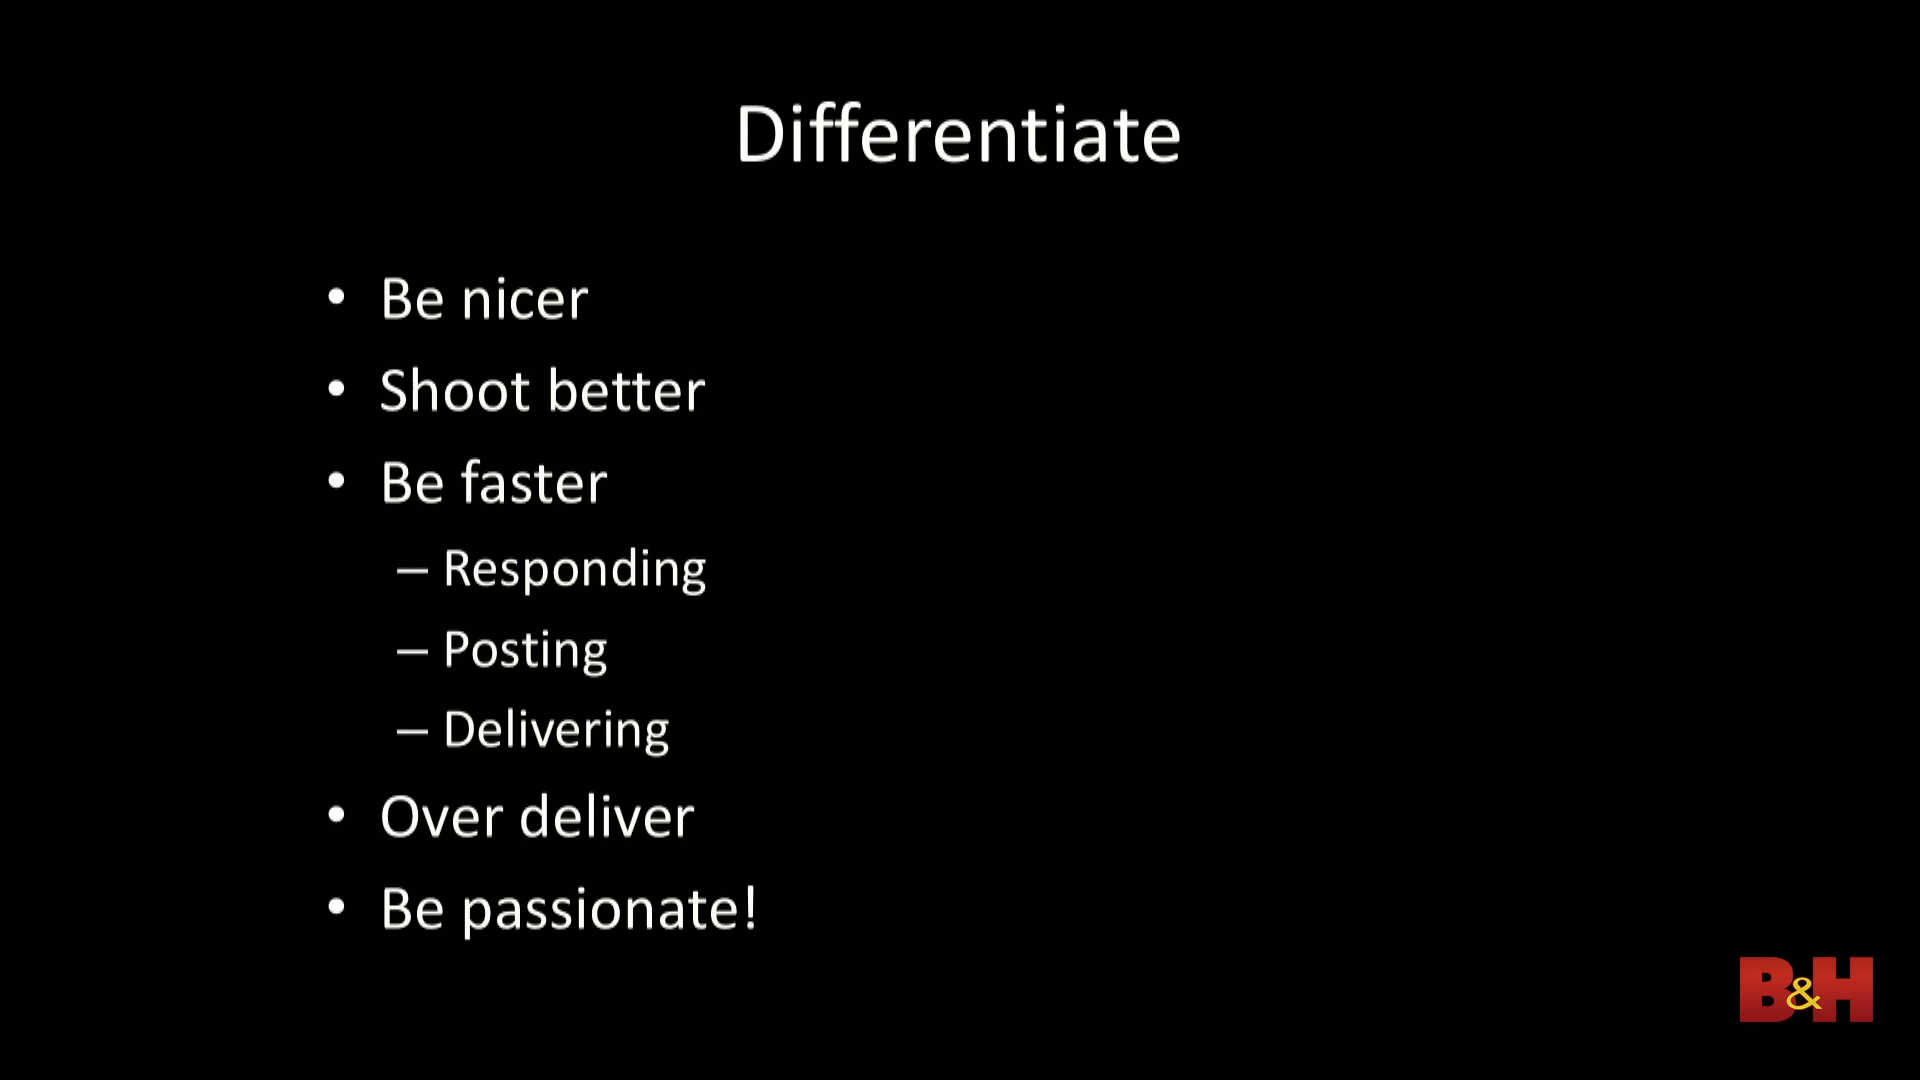 Differentiate
• Be nicer
• Shoot better
• Be faster
– Responding
– Posting
– Delivering
• Over deliver
• Be passionate!
B&H